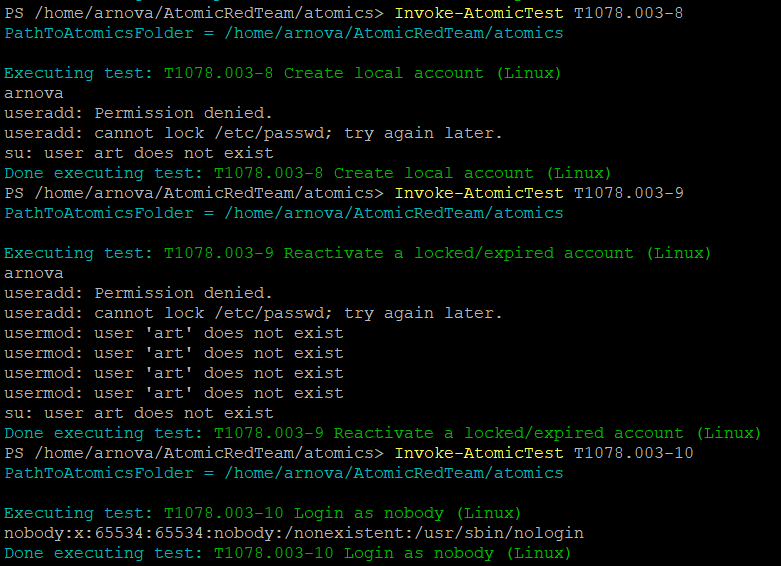 PS /home/arnova/AtomicRedTeam/atomics> Invoke-AtomicTest T1078.003-8
PathToAtomicsFolder = /home/arnova/AtomicRedTeam/atomics
Executing test: T1078.003-8 Create local account (Linux)
arnova
useradd: Permission denied.
useradd: cannot lock /etc/passwd; try again later.
su: user art does not exist
Done executing test: T1078.003-8 Create local account (Linux)
PS /home/arnova/AtomicRedTeam/atomics> Invoke-AtomicTest T1078.003-9
PathToAtomicsFolder = /home/arnova/AtomicRedTeam/atomics
Executing test: T1078.003-9 Reactivate a locked/expired account (Linux)
arnova
useradd: Permission denied.
useradd: cannot lock /etc/passwd; try again later.
usermod: user 'art' does not exist
usermod: user 'art' does not exist
usermod: user 'art' does not exist
usermod: user 'art' does not exist
su: user art does not exist
Done executing test: T1078.003-9 Reactivate a locked/expired account (Linux)
PS /home/arnova/AtomicRedTeam/atomics> Invoke-AtomicTest T1078.003-10
PathToAtomicsFolder = /home/arnova/AtomicRedTeam/atomics
Executing test: T1078.003-10 Login as nobody (Linux)
nobody:x:65534:65534:nobody:/nonexistent:/usr/sbin/nologin
Done executing test: T1078.003-10 Login as nobody (Linux)